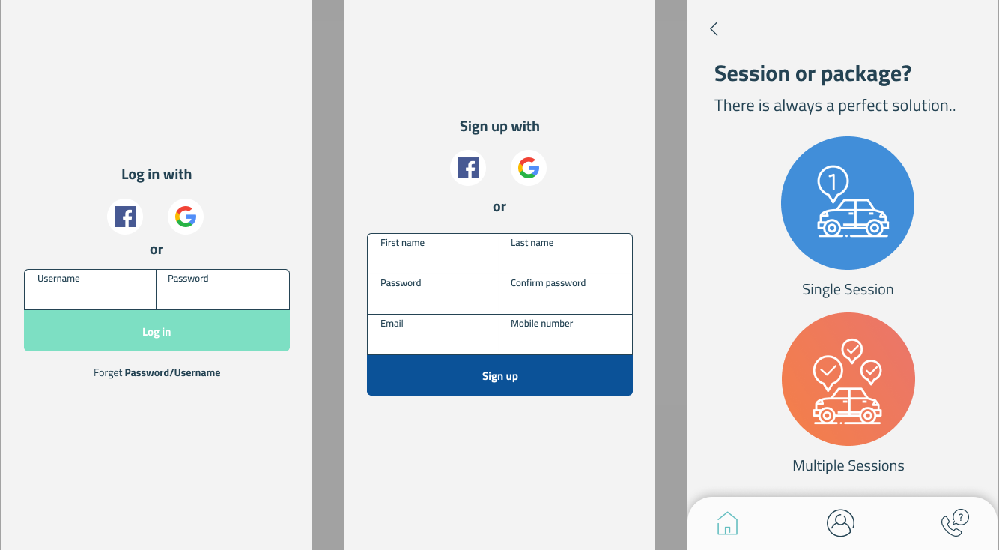 Log in with
or
Username
Password
Log in
Forget Password/Username
Sign up with
or
First name
Last name
Password
Confirm password
Email
Mobile number
Sign up
Session or package?
There is always a perfect solution..
1
Single Session
Multiple Sessions
?